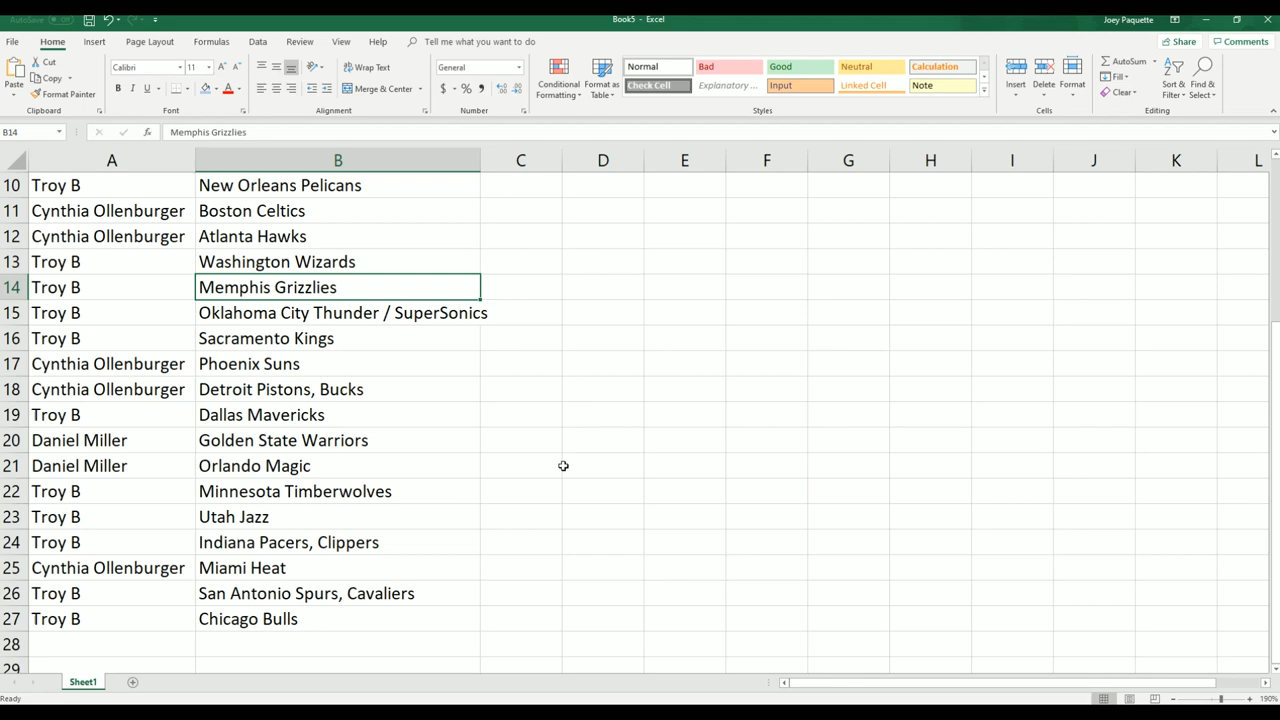 AutoSave Off
Book5 - Excel
Joey Paquette
File Home Insert Page Layout Formulas Data Review View Help Tell me what you want to do
Share Comments
Cut
Copy
Format Painter
Paste
Clipboard
Calibri 11
B I U
Font
Wrap Text
Merge & Center
Alignment
General
$ % ,
Number
Conditional Formatting
Format as Table
Normal Bad Good Neutral Calculation
Check Cell Explanatory ... Input Linked Cell Note
Styles
Insert Delete Format
Cells
AutoSum
Fill
Clear
Sort & Filter
Find & Select
Editing
B14 fx Memphis Grizzlies
A B C D E F G H I J K L
10 Troy B New Orleans Pelicans
11 Cynthia Ollenburger Boston Celtics
12 Cynthia Ollenburger Atlanta Hawks
13 Troy B Washington Wizards
14 Troy B Memphis Grizzlies
15 Troy B Oklahoma City Thunder / SuperSonics
16 Troy B Sacramento Kings
17 Cynthia Ollenburger Phoenix Suns
18 Cynthia Ollenburger Detroit Pistons, Bucks
19 Troy B Dallas Mavericks
20 Daniel Miller Golden State Warriors
21 Daniel Miller Orlando Magic
22 Troy B Minnesota Timberwolves
23 Troy B Utah Jazz
24 Troy B Indiana Pacers, Clippers
25 Cynthia Ollenburger Miami Heat
26 Troy B San Antonio Spurs, Cavaliers
27 Troy B Chicago Bulls
28
29
Sheet1
Ready
190%